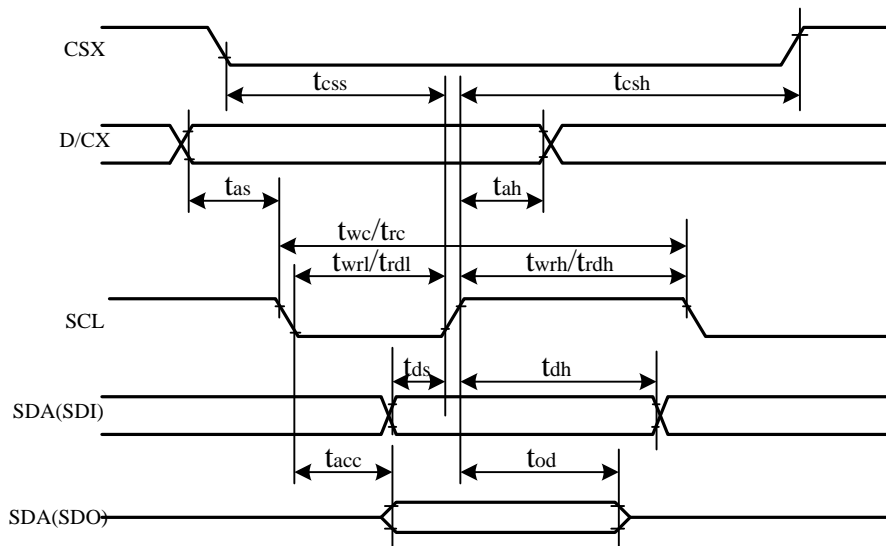 CSX
tcss
tcsh
D/CX
tas
tah
twc/trc
twrl/trdl
twrh/trdh
SCL
tds
tdh
SDA(SDI)
tacc
tod
SDA(SDO)